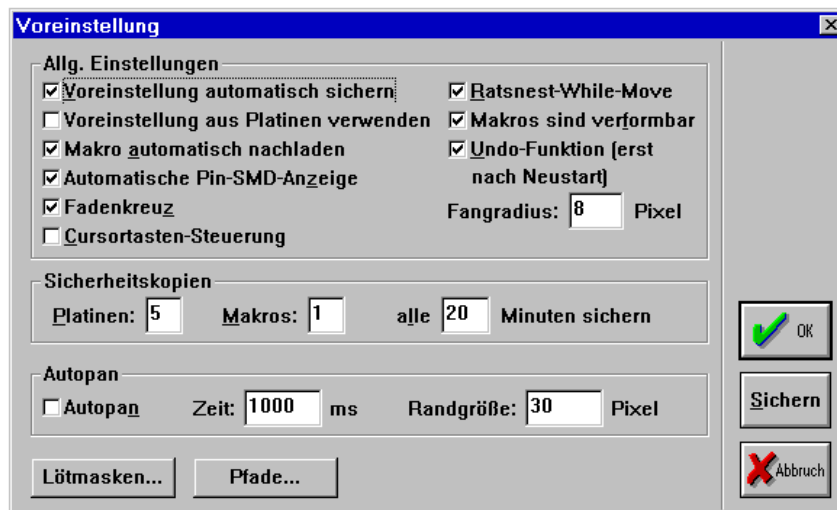 Voreinstellung
Allg. Einstellungen
Voreinstellung automatisch sichern
Voreinstellung aus Platinen verwenden
Makro automatisch nachladen
Automatische Pin-SMD-Anzeige
Fadenkreuz
Cursortasten-Steuerung
Ratsnest-While-Move
Makros sind verformbar
Undo-Funktion (erst
nach Neustart)
Fangradius: 8 Pixel
Sicherheitskopien
Platinen: 5 Makros: 1 alle 20 Minuten sichern
Autopan
Autopan Zeit: 1000 ms Randgröße: 30 Pixel
Lötmasken... Pfade...
OK
Sichern
Abbruch